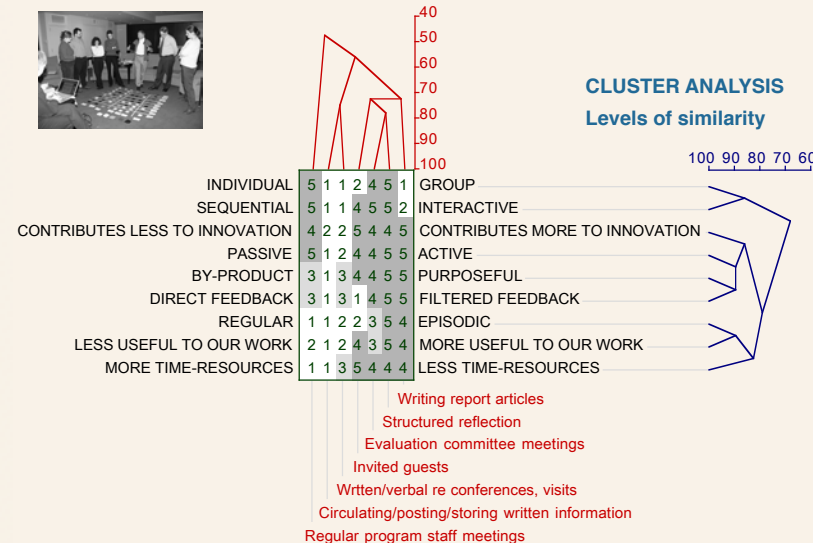 40
50
60
70
80
90
100
CLUSTER ANALYSIS
Levels of similarity
100 90 80 70 60
INDIVIDUAL 5 1 1 2 4 5 1 GROUP
SEQUENTIAL 5 1 1 4 5 5 2 INTERACTIVE
CONTRIBUTES LESS TO INNOVATION 4 2 2 5 4 4 5 CONTRIBUTES MORE TO INNOVATION
PASSIVE 5 1 2 4 4 5 5 ACTIVE
BY-PRODUCT 3 1 3 4 4 5 5 PURPOSEFUL
DIRECT FEEDBACK 3 1 3 1 4 5 5 FILTERED FEEDBACK
REGULAR 1 1 2 2 3 5 4 EPISODIC
LESS USEFUL TO OUR WORK 2 1 2 4 3 5 4 MORE USEFUL TO OUR WORK
MORE TIME-RESOURCES 1 1 3 5 4 4 4 LESS TIME-RESOURCES
Writing report articles
Structured reflection
Evaluation committee meetings
Invited guests
Wrtten/verbal re conferences, visits
Circulating/posting/storing written information
Regular program staff meetings